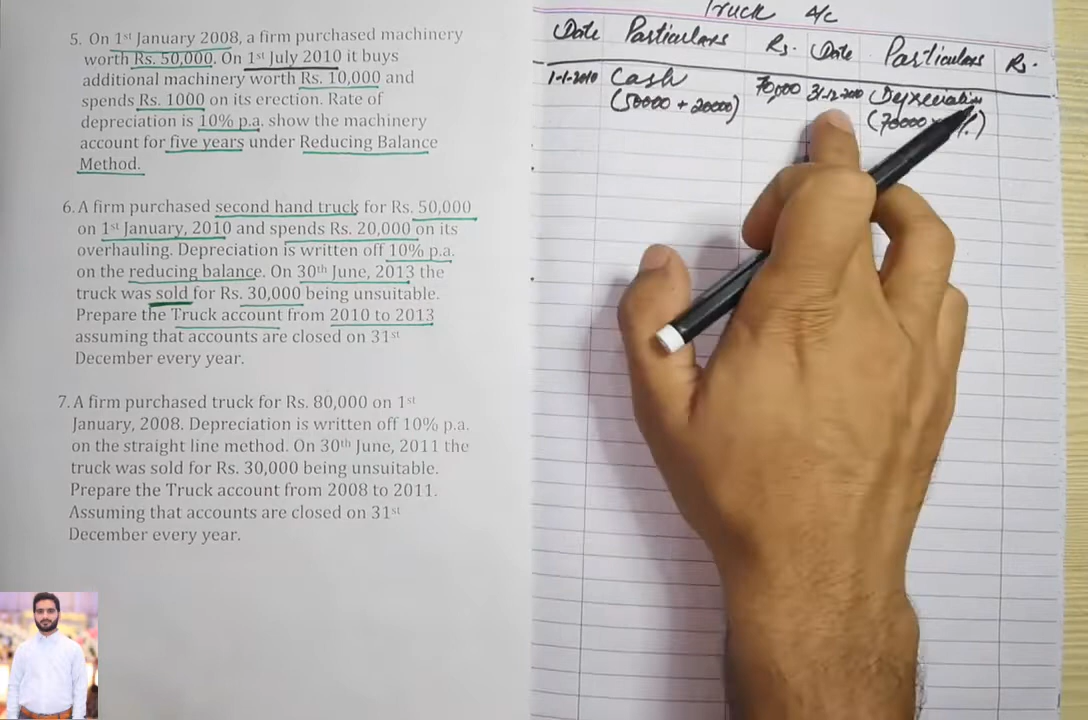 5. On 1st January 2008, a firm purchased machinery
worth Rs. 50,000. On 1st July 2010 it buys
additional machinery worth Rs. 10,000 and
spends Rs. 1000 on its erection. Rate of
depreciation is 10% p.a. show the machinery
account for five years under Reducing Balance
Method.
6. A firm purchased second hand truck for Rs. 50,000
on 1st January, 2010 and spends Rs. 20,000 on its
overhauling. Depreciation is written off 10% p.a.
on the reducing balance. On 30th June, 2013 the
truck was sold for Rs. 30,000 being unsuitable.
Prepare the Truck account from 2010 to 2013
assuming that accounts are closed on 31st
December every year.
7. A firm purchased truck for Rs. 80,000 on 1st
January, 2008. Depreciation is written off 10% p.a.
on the straight line method. On 30th June, 2011 the
truck was sold for Rs. 30,000 being unsuitable.
Prepare the Truck account from 2008 to 2011.
Assuming that accounts are closed on 31st
December every year.
Truck A/c
Date Particulars Rs. Date Particulars Rs.
1-1-2010 Cash 70,000 31-12-2010 Depreciation
(50000 + 20000) (70000 × %)